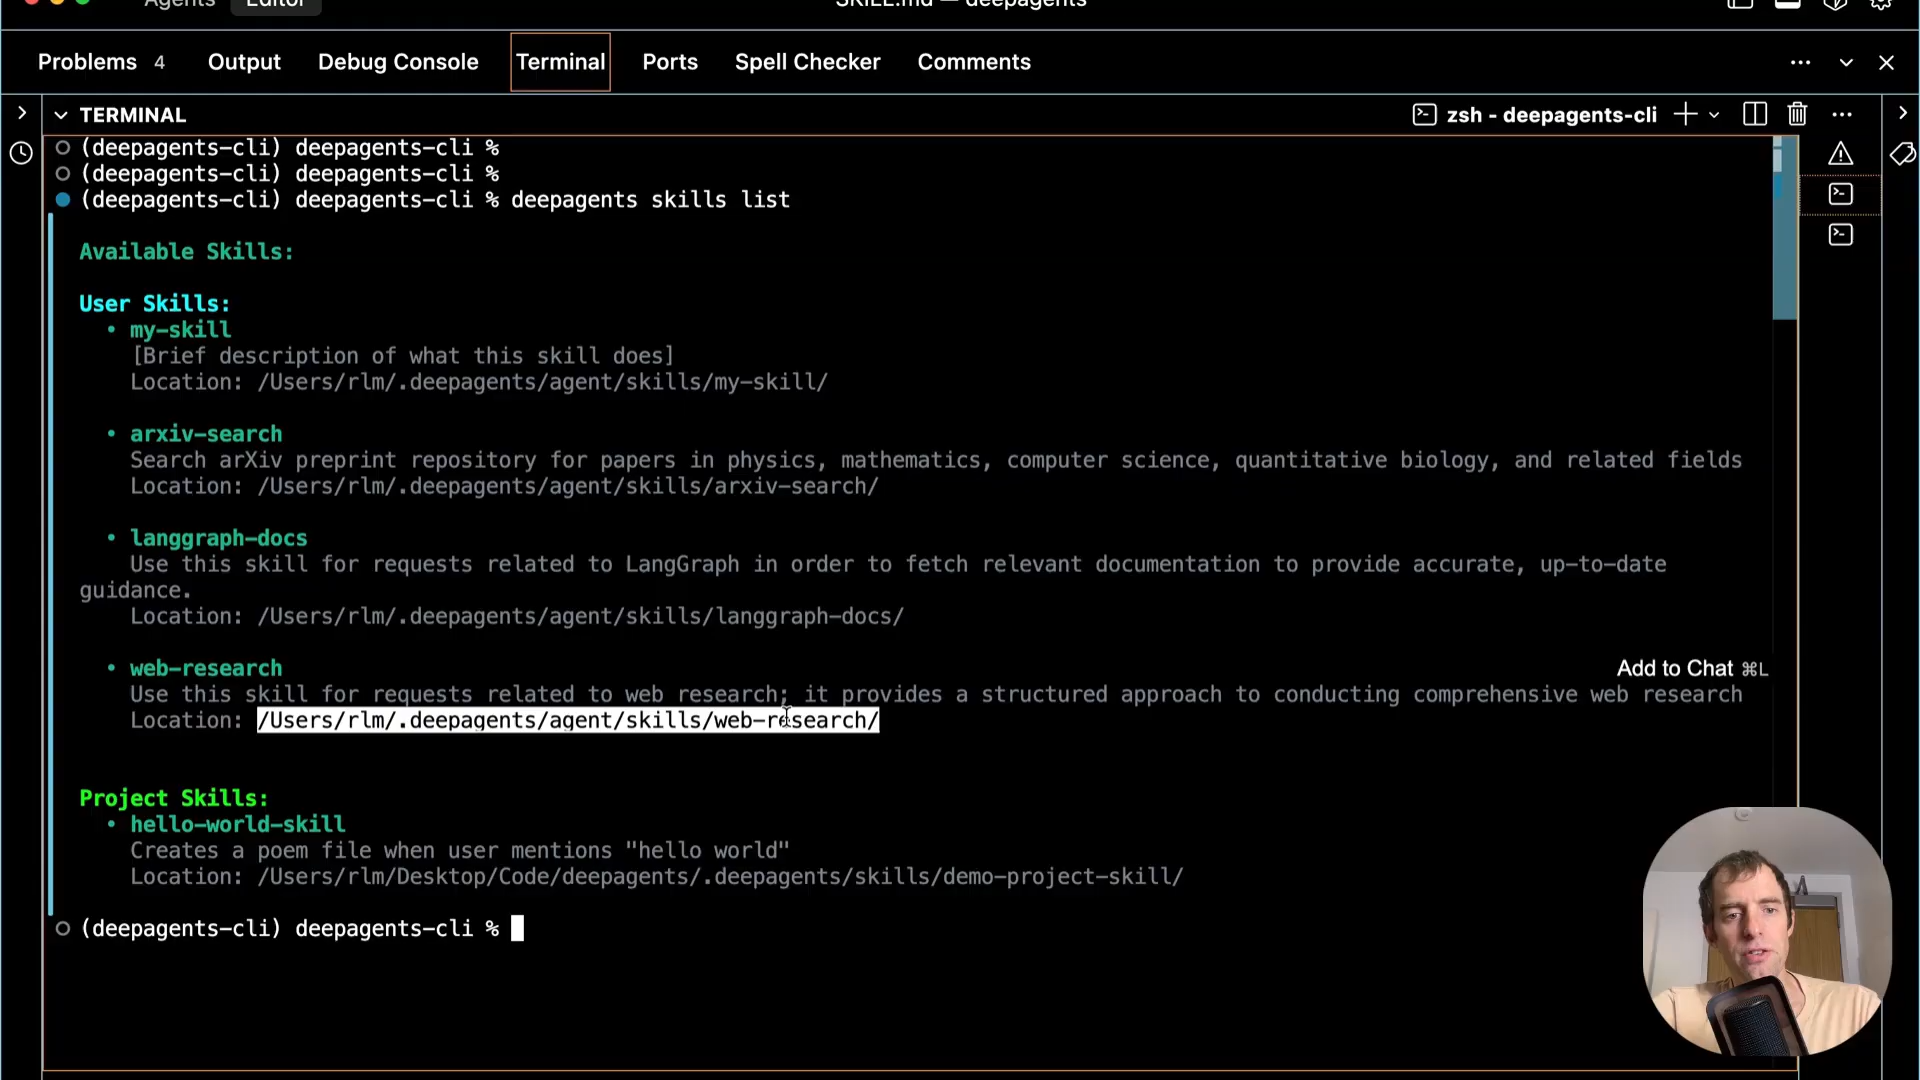 Agents Editor SKILL.md — deepagents
Problems 4 Output Debug Console Terminal Ports Spell Checker Comments
TERMINAL zsh - deepagents-cli
(deepagents-cli) deepagents-cli %
(deepagents-cli) deepagents-cli %
(deepagents-cli) deepagents-cli % deepagents skills list
Available Skills:
User Skills:
• my-skill
[Brief description of what this skill does]
Location: /Users/rlm/.deepagents/agent/skills/my-skill/
• arxiv-search
Search arXiv preprint repository for papers in physics, mathematics, computer science, quantitative biology, and related fields
Location: /Users/rlm/.deepagents/agent/skills/arxiv-search/
• langgraph-docs
Use this skill for requests related to LangGraph in order to fetch relevant documentation to provide accurate, up-to-date
guidance.
Location: /Users/rlm/.deepagents/agent/skills/langgraph-docs/
• web-research
Add to Chat ⌘L
Use this skill for requests related to web research; it provides a structured approach to conducting comprehensive web research
Location: /Users/rlm/.deepagents/agent/skills/web-research/
Project Skills:
• hello-world-skill
Creates a poem file when user mentions "hello world"
Location: /Users/rlm/Desktop/Code/deepagents/.deepagents/skills/demo-project-skill/
(deepagents-cli) deepagents-cli %